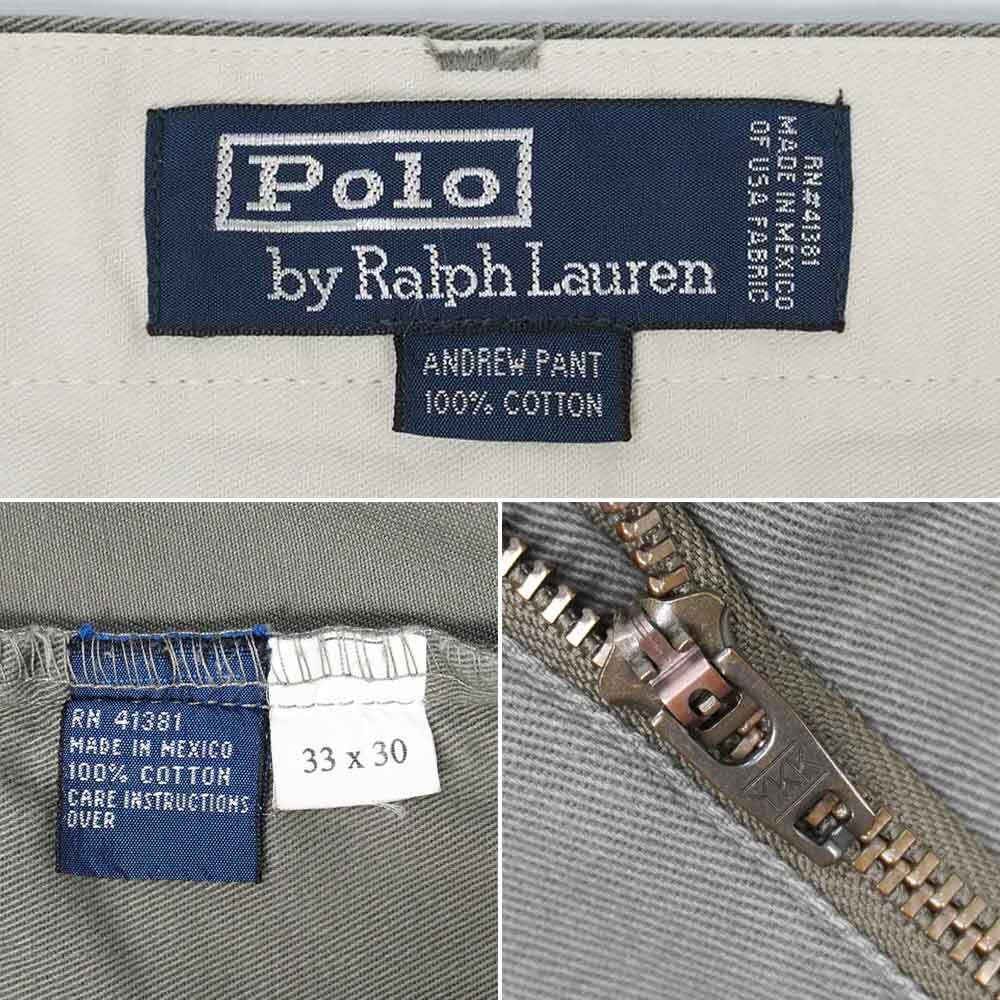 Polo
by Ralph Lauren
RN#41381
MADE IN MEXICO
OF USA FABRIC
ANDREW PANT
100% COTTON
RN 41381
MADE IN MEXICO
100% COTTON
CARE INSTRUCTIONS
OVER
33 x 30
YKK